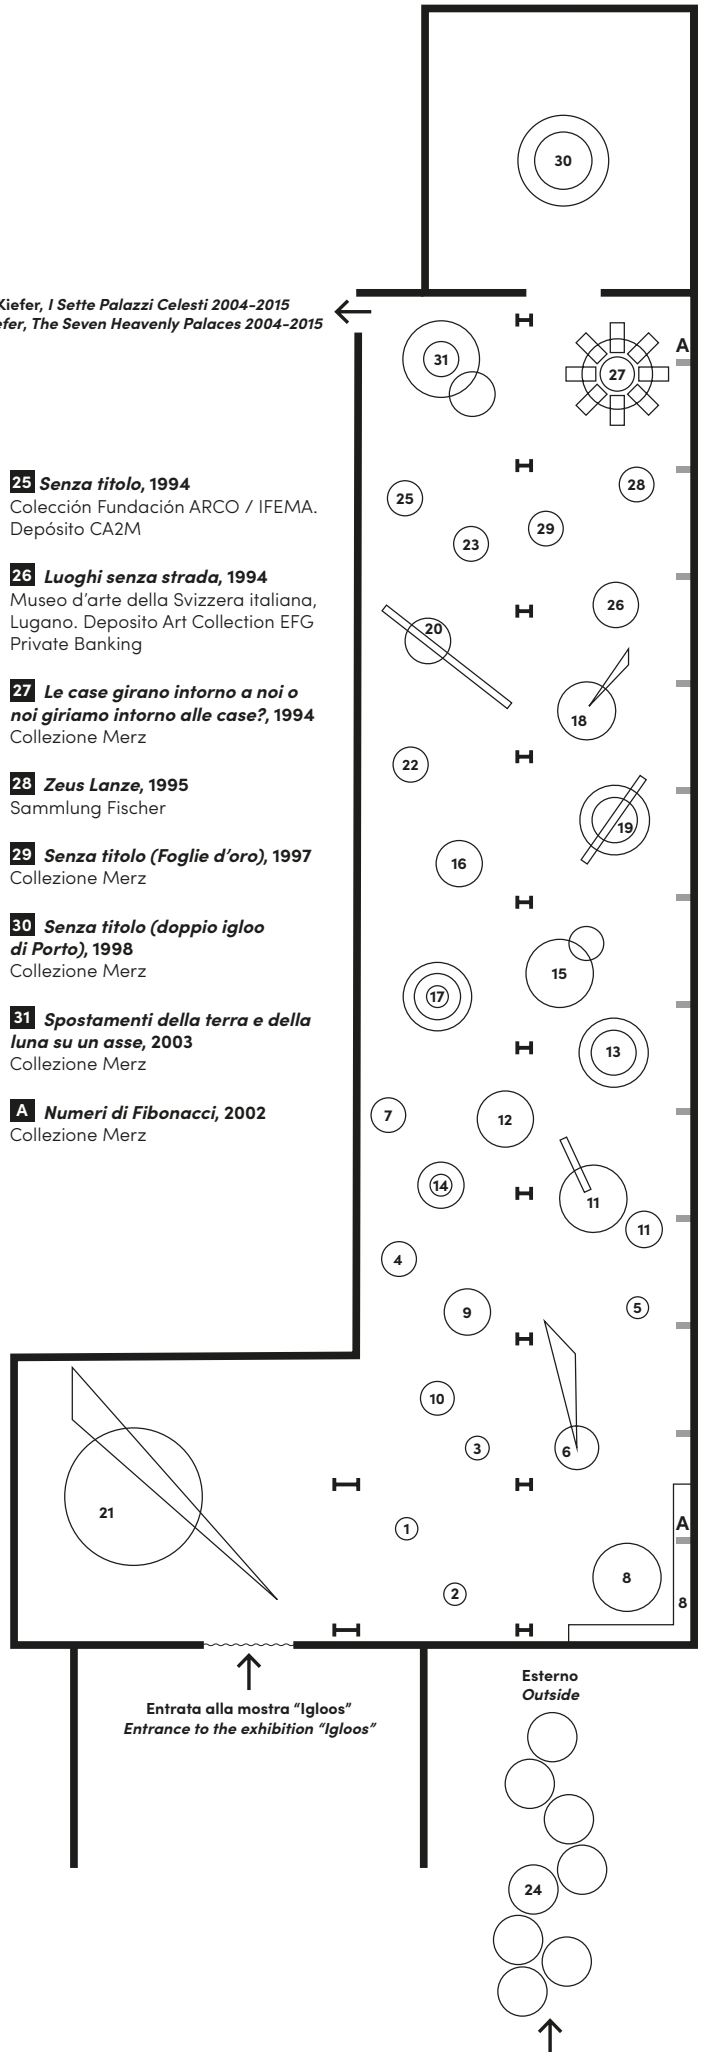 30
Kiefer, I Sette Palazzi Celesti 2004-2015
efer, The Seven Heavenly Palaces 2004-2015
A
31
27
25 Senza titolo, 1994
Colección Fundación ARCO / IFEMA.
Depósito CA2M
26 Luoghi senza strada, 1994
Museo d'arte della Svizzera italiana,
Lugano. Deposito Art Collection EFG
Private Banking
27 Le case girano intorno a noi o
noi giriamo intorno alle case?, 1994
Collezione Merz
28 Zeus Lanze, 1995
Sammlung Fischer
29 Senza titolo (Foglie d'oro), 1997
Collezione Merz
30 Senza titolo (doppio igloo
di Porto), 1998
Collezione Merz
31 Spostamenti della terra e della
luna su un asse, 2003
Collezione Merz
A Numeri di Fibonacci, 2002
Collezione Merz
28
25
29
23
26
20
18
22
19
16
15
17
13
7
12
14
11
11
4
5
9
10
3
6
21
1
A
8
2
8
Entrata alla mostra “Igloos”
Entrance to the exhibition “Igloos”
Esterno
Outside
24